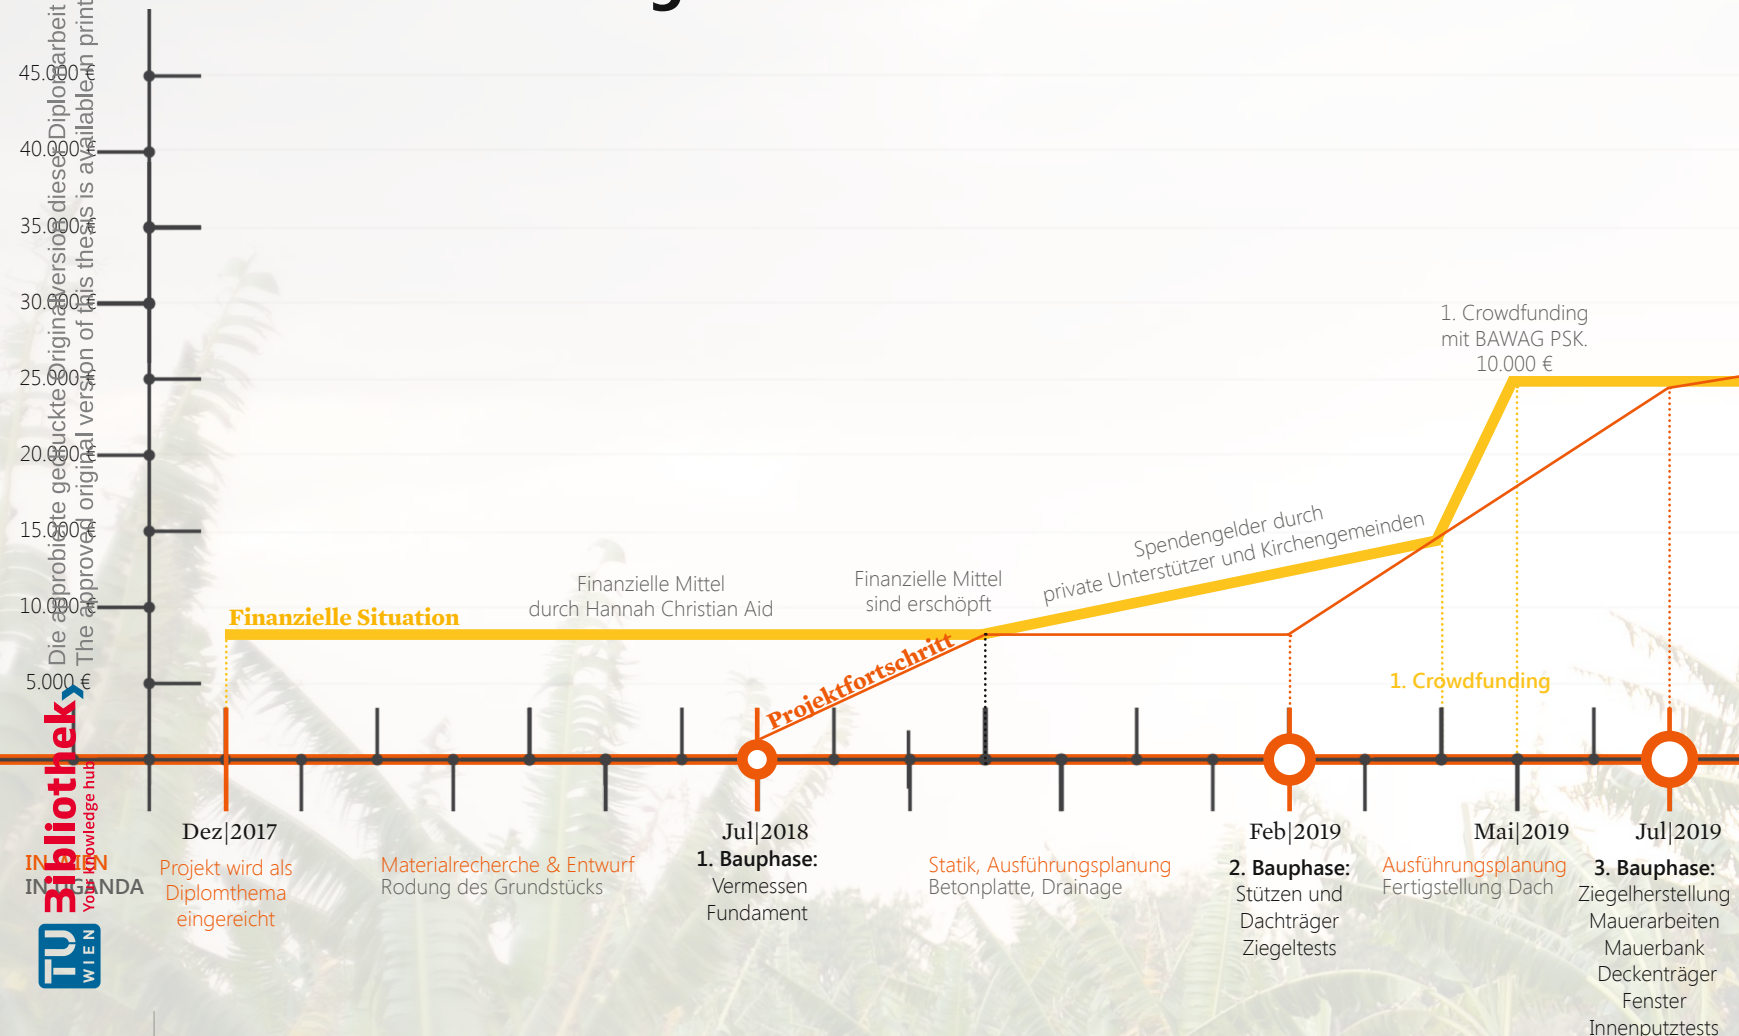 45.000 €
40.000 €
35.000 €
30.000 €
25.000 €
20.000 €
15.000 €
10.000 €
5.000 €
Die approbierte gedruckte Originalversion dieser Diplomarbeit
The approved original version of this thesis is available in print
1. Crowdfunding
mit BAWAG PSK.
10.000 €
Spendengelder durch
private Unterstützer und Kirchengemeinden
Finanzielle Mittel
durch Hannah Christian Aid
Finanzielle Mittel
sind erschöpft
Finanzielle Situation
Projektfortschritt
1. Crowdfunding
Dez|2017
Projekt wird als
Diplomthema
eingereicht
Materialrecherche & Entwurf
Rodung des Grundstücks
Jul|2018
1. Bauphase:
Vermessen
Fundament
Statik, Ausführungsplanung
Betonplatte, Drainage
Feb|2019
2. Bauphase:
Stützen und
Dachträger
Ziegeltests
Mai|2019
Ausführungsplanung
Fertigstellung Dach
Jul|2019
3. Bauphase:
Ziegelherstellung
Mauerarbeiten
Mauerbank
Deckenträger
Fenster
Innenputztests
IN WIEN
IN UGANDA
Bibliothek
Your knowledge hub
TU
WIEN